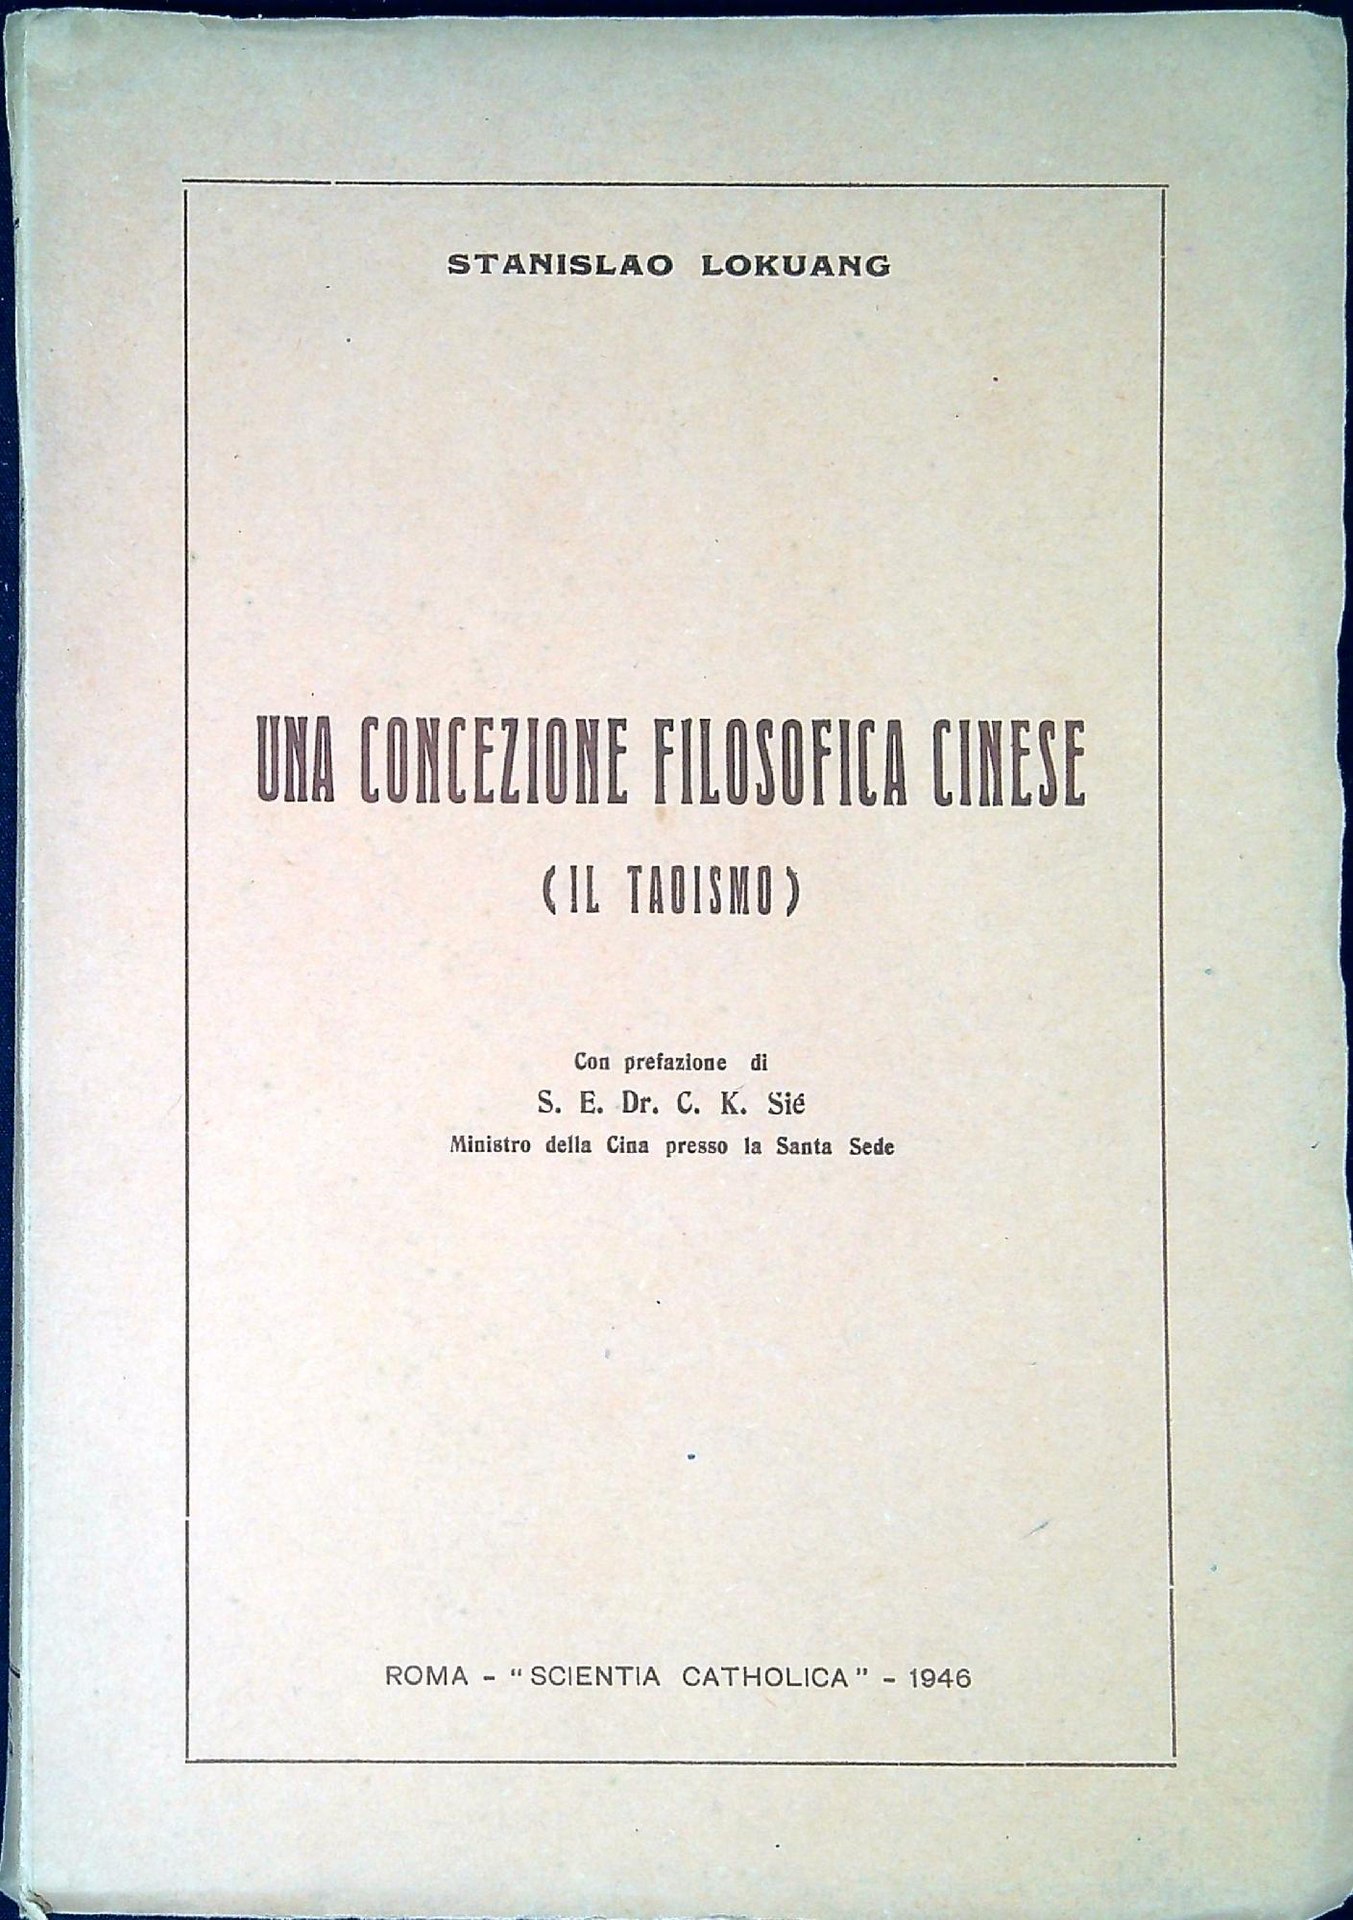 STANISLAO LOKUANG
UNA CONCEZIONE FILOSOFICA CINESE
(IL TAOISMO)
Con prefazione di
S. E. Dr. C. K. Sié
Ministro della Cina presso la Santa Sede
ROMA - "SCIENTIA CATHOLICA" - 1946